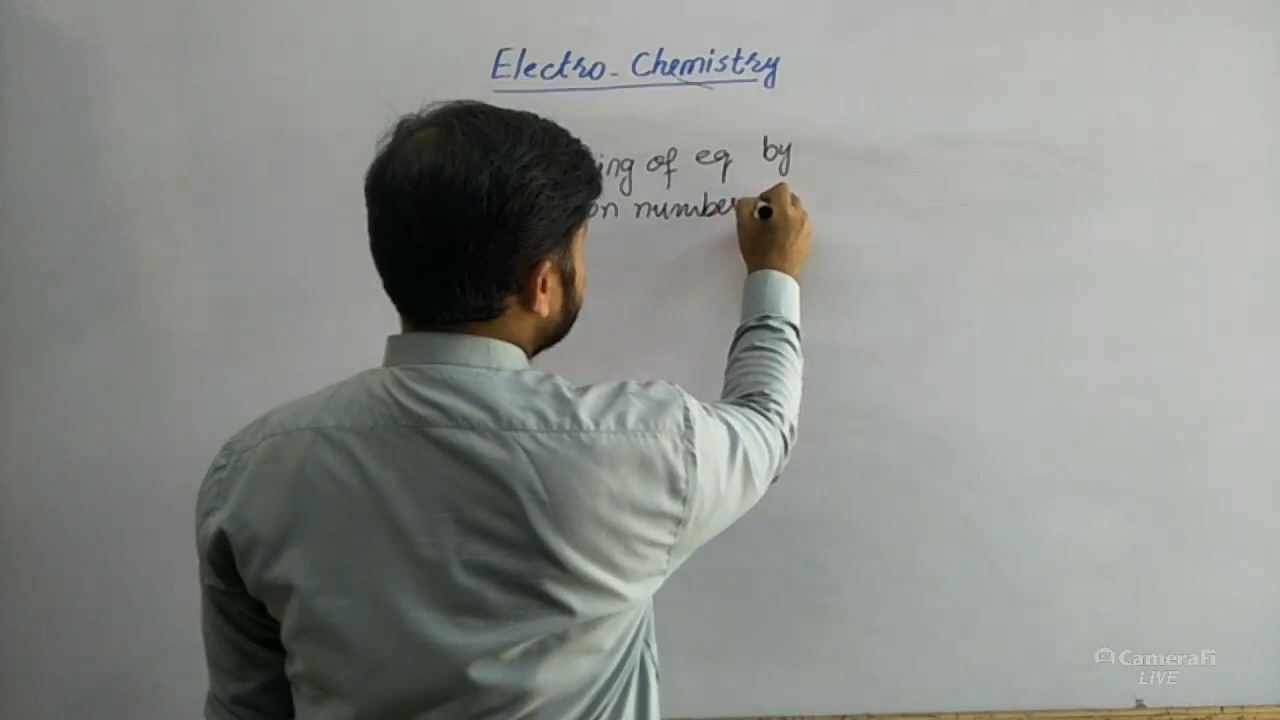 Electro-Chemistry
ing of eq by
on number
CameraFi
LIVE